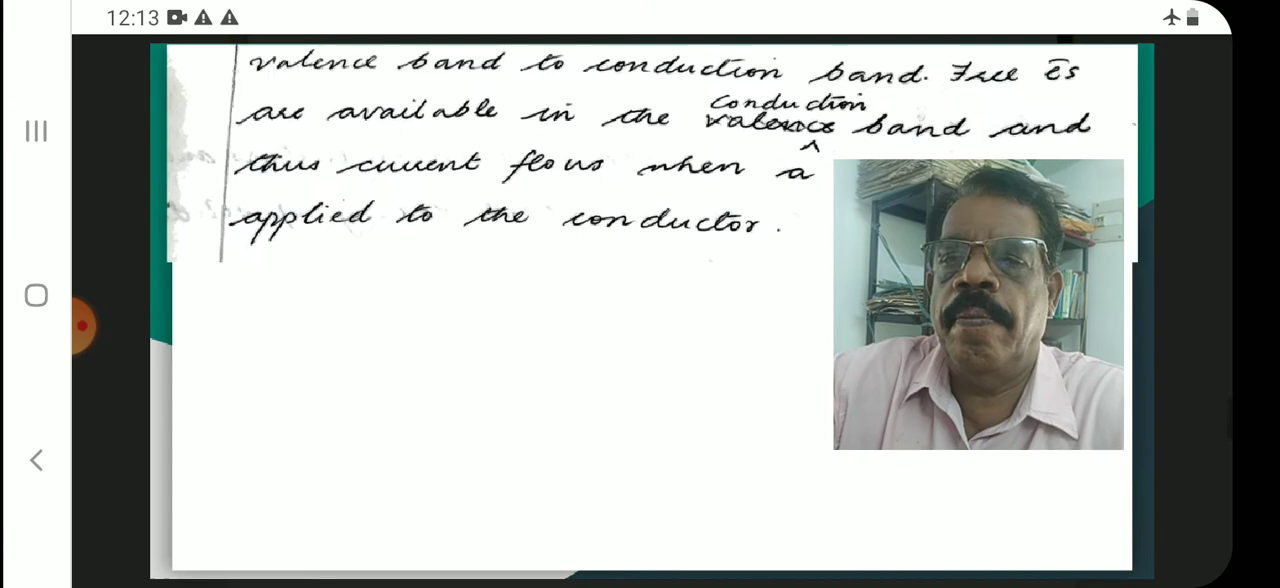 12:13
valence band to conduction band. Free ēs
are available in the conduction valence band and
thus current flows when a
applied to the conductor.